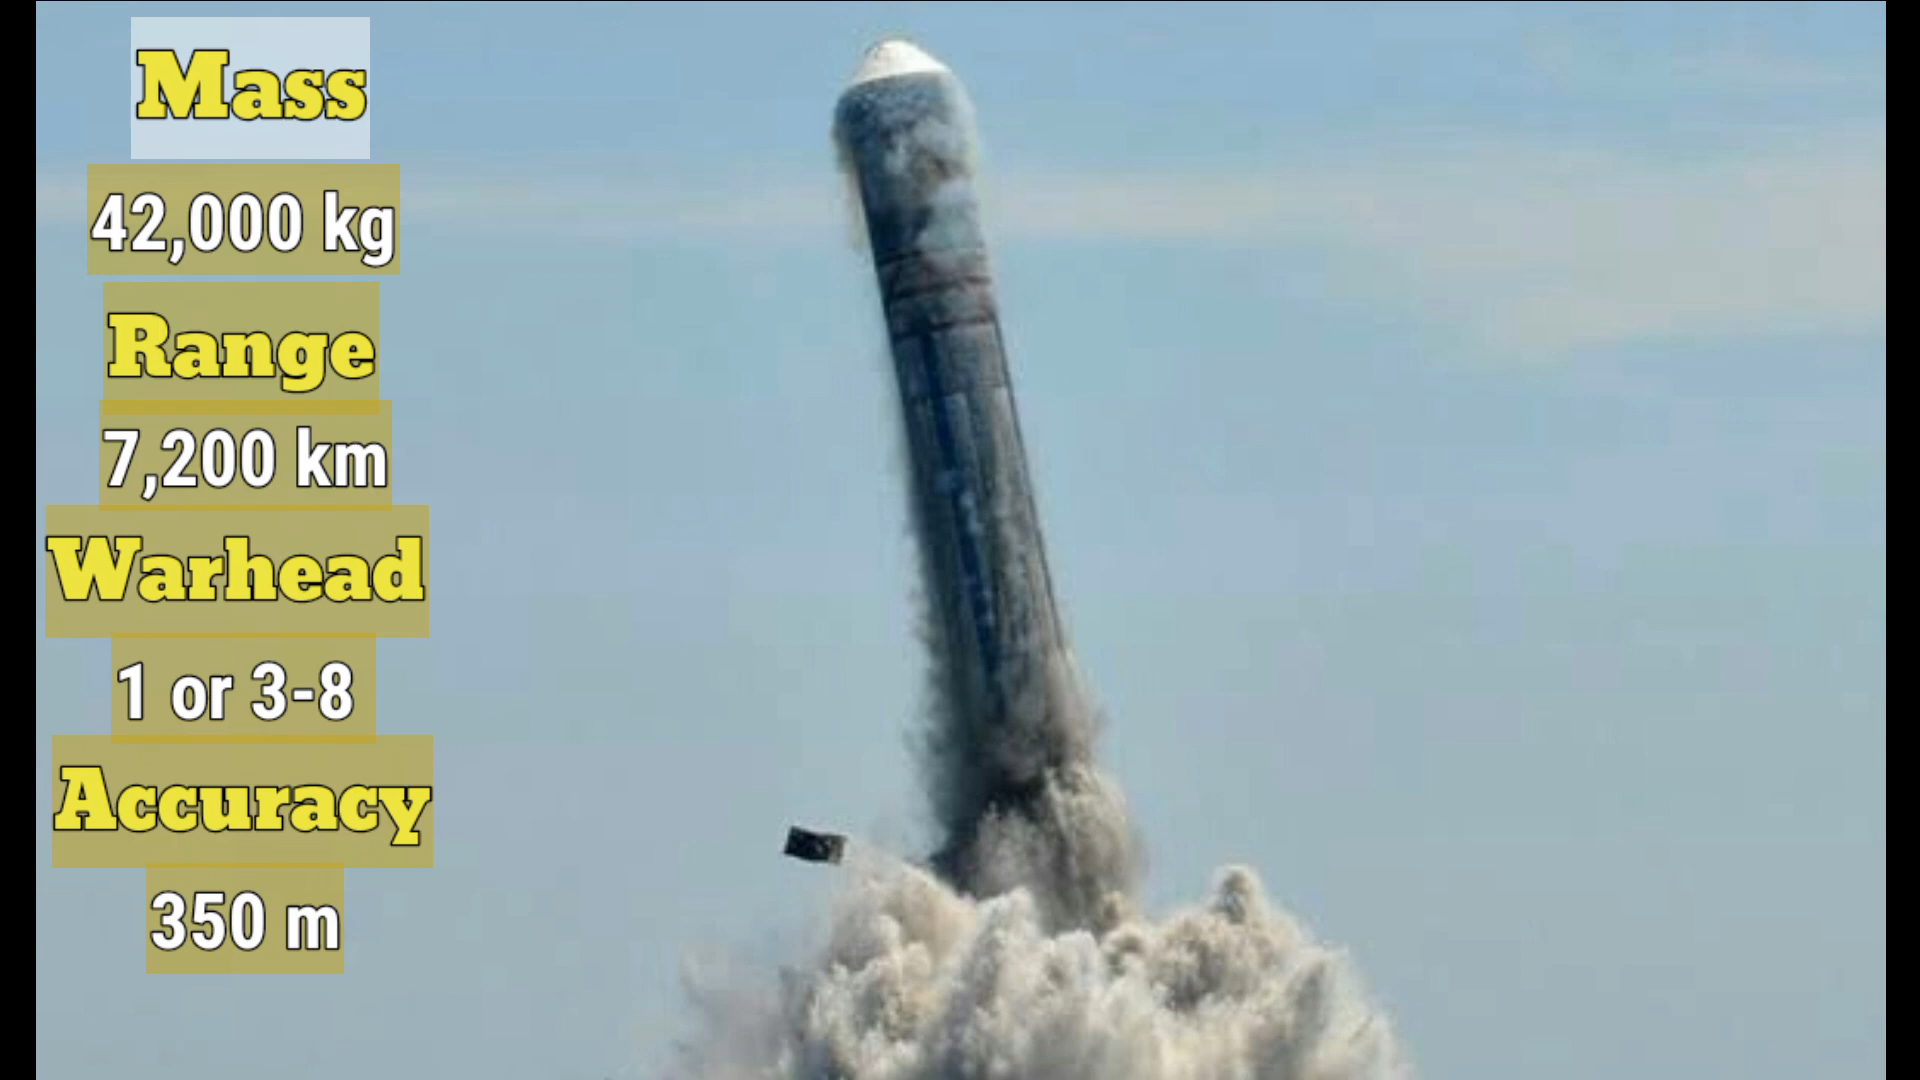 Mass
42,000 kg
Range
7,200 km
Warhead
1 or 3-8
Accuracy
350 m